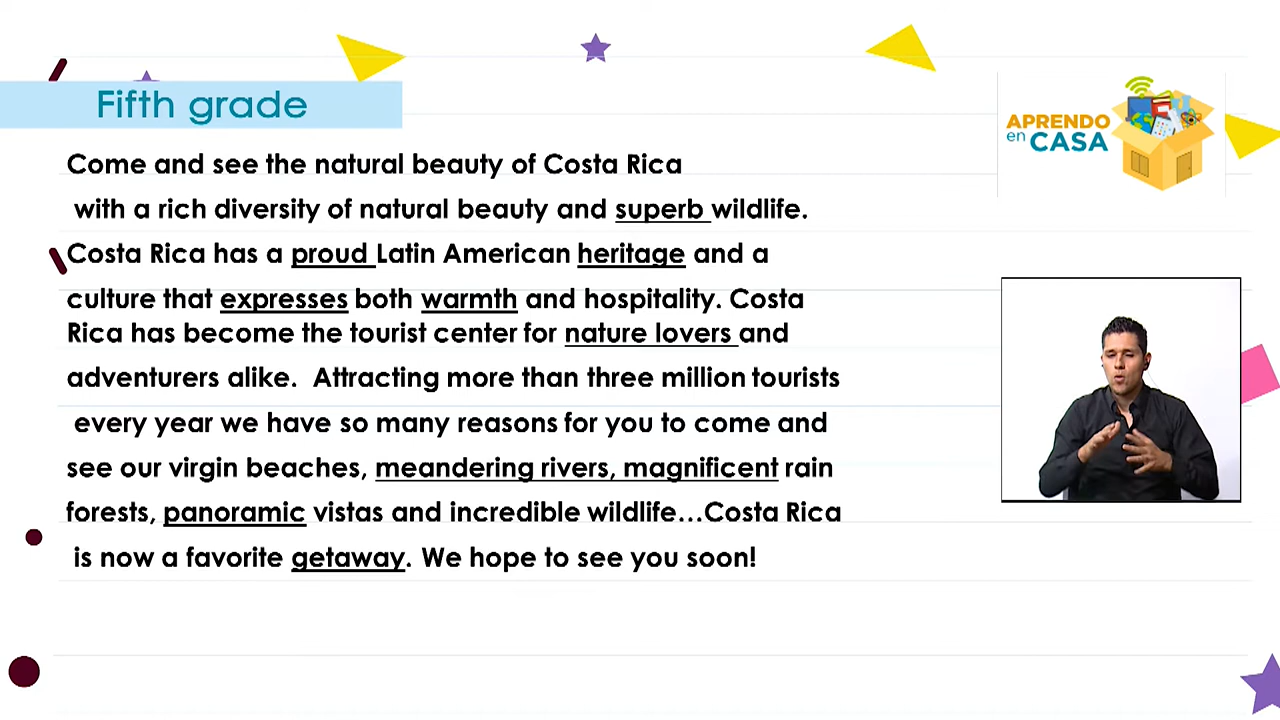 Fifth grade
APRENDO
en CASA
Come and see the natural beauty of Costa Rica
with a rich diversity of natural beauty and superb wildlife.
Costa Rica has a proud Latin American heritage and a
culture that expresses both warmth and hospitality. Costa
Rica has become the tourist center for nature lovers and
adventurers alike.  Attracting more than three million tourists
every year we have so many reasons for you to come and
see our virgin beaches, meandering rivers, magnificent rain
forests, panoramic vistas and incredible wildlife…Costa Rica
is now a favorite getaway. We hope to see you soon!